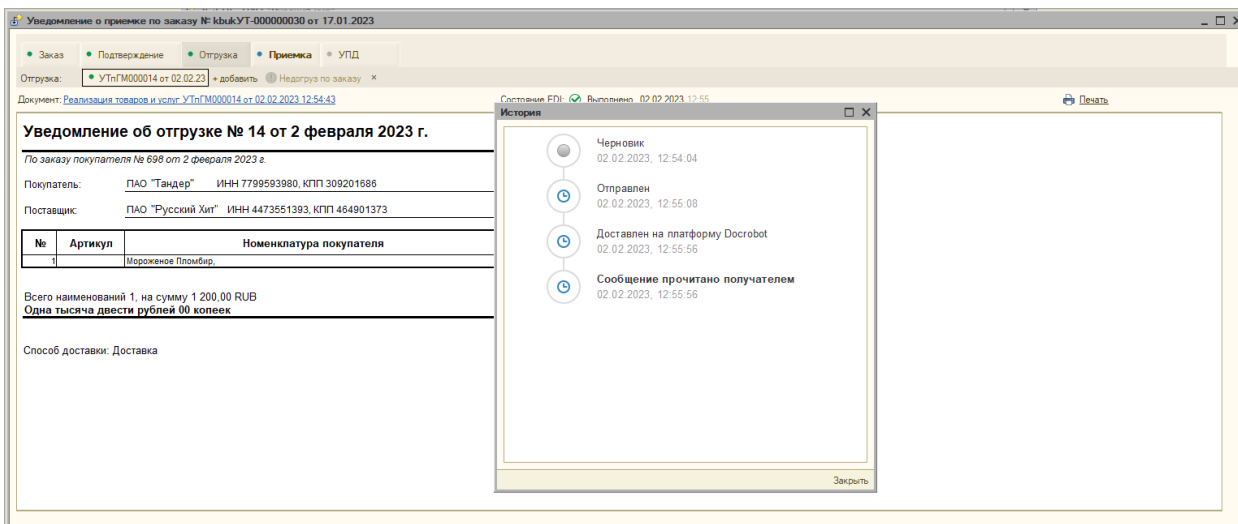 Уведомление о приемке по заказу № kbukУТ-000000030 от 17.01.2023
Заказ Подтверждение Отгрузка Приемка УПД
Отгрузка: УТпГМ000014 от 02.02.23 + добавить Недогруз по заказу ×
Документ: Реализация товаров и услуг УТпГМ000014 от 02.02.2023 12:54:43 Состояние EDI: Выполнено 02.02.2023 12:55 Печать
Уведомление об отгрузке № 14 от 2 февраля 2023 г.
По заказу покупателя № 698 от 2 февраля 2023 г.
Покупатель: ПАО "Тандер" ИНН 7799593980, КПП 309201686
Поставщик: ПАО "Русский Хит" ИНН 4473551393, КПП 464901373
№ Артикул Номенклатура покупателя
1 Мороженое Пломбир,
Всего наименований 1, на сумму 1 200,00 RUB
Одна тысяча двести рублей 00 копеек
Способ доставки: Доставка
История
Черновик
02.02.2023, 12:54:04
Отправлен
02.02.2023, 12:55:08
Доставлен на платформу Docrobot
02.02.2023, 12:55:56
Сообщение прочитано получателем
02.02.2023, 12:55:56
Закрыть